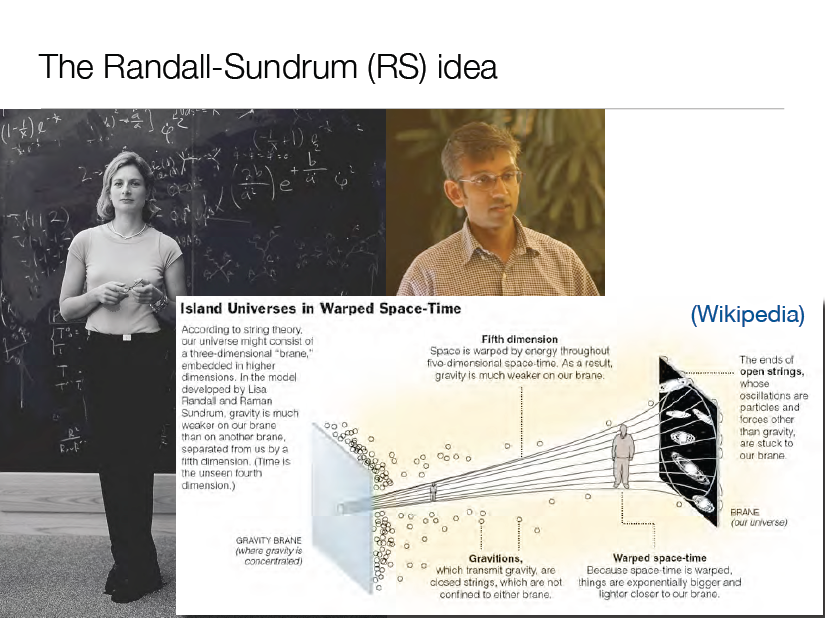 The Randall-Sundrum (RS) idea
Island Universes in Warped Space-Time
(Wikipedia)
According to string theory,
our universe might consist of
a three-dimensional "brane,"
embedded in higher
dimensions. In the model
developed by Lisa
Randall and Raman
Sundrum, gravity is much
weaker on our brane
than on another brane,
separated from us by a
fifth dimension. (Time is
the unseen fourth
dimension.)
Fifth dimension
Space is warped by energy throughout
five-dimensional space-time. As a result,
gravity is much weaker on our brane.
The ends of
open strings,
whose
oscillations are
particles and
forces other
than gravity,
are stuck to
our brane.
BRANE
(our universe)
GRAVITY BRANE
(where gravity is
concentrated)
Gravitions,
which transmit gravity, are
closed strings, which are not
confined to either brane.
Warped space-time
Because space-time is warped,
things are exponentially bigger and
lighter closer to our brane.